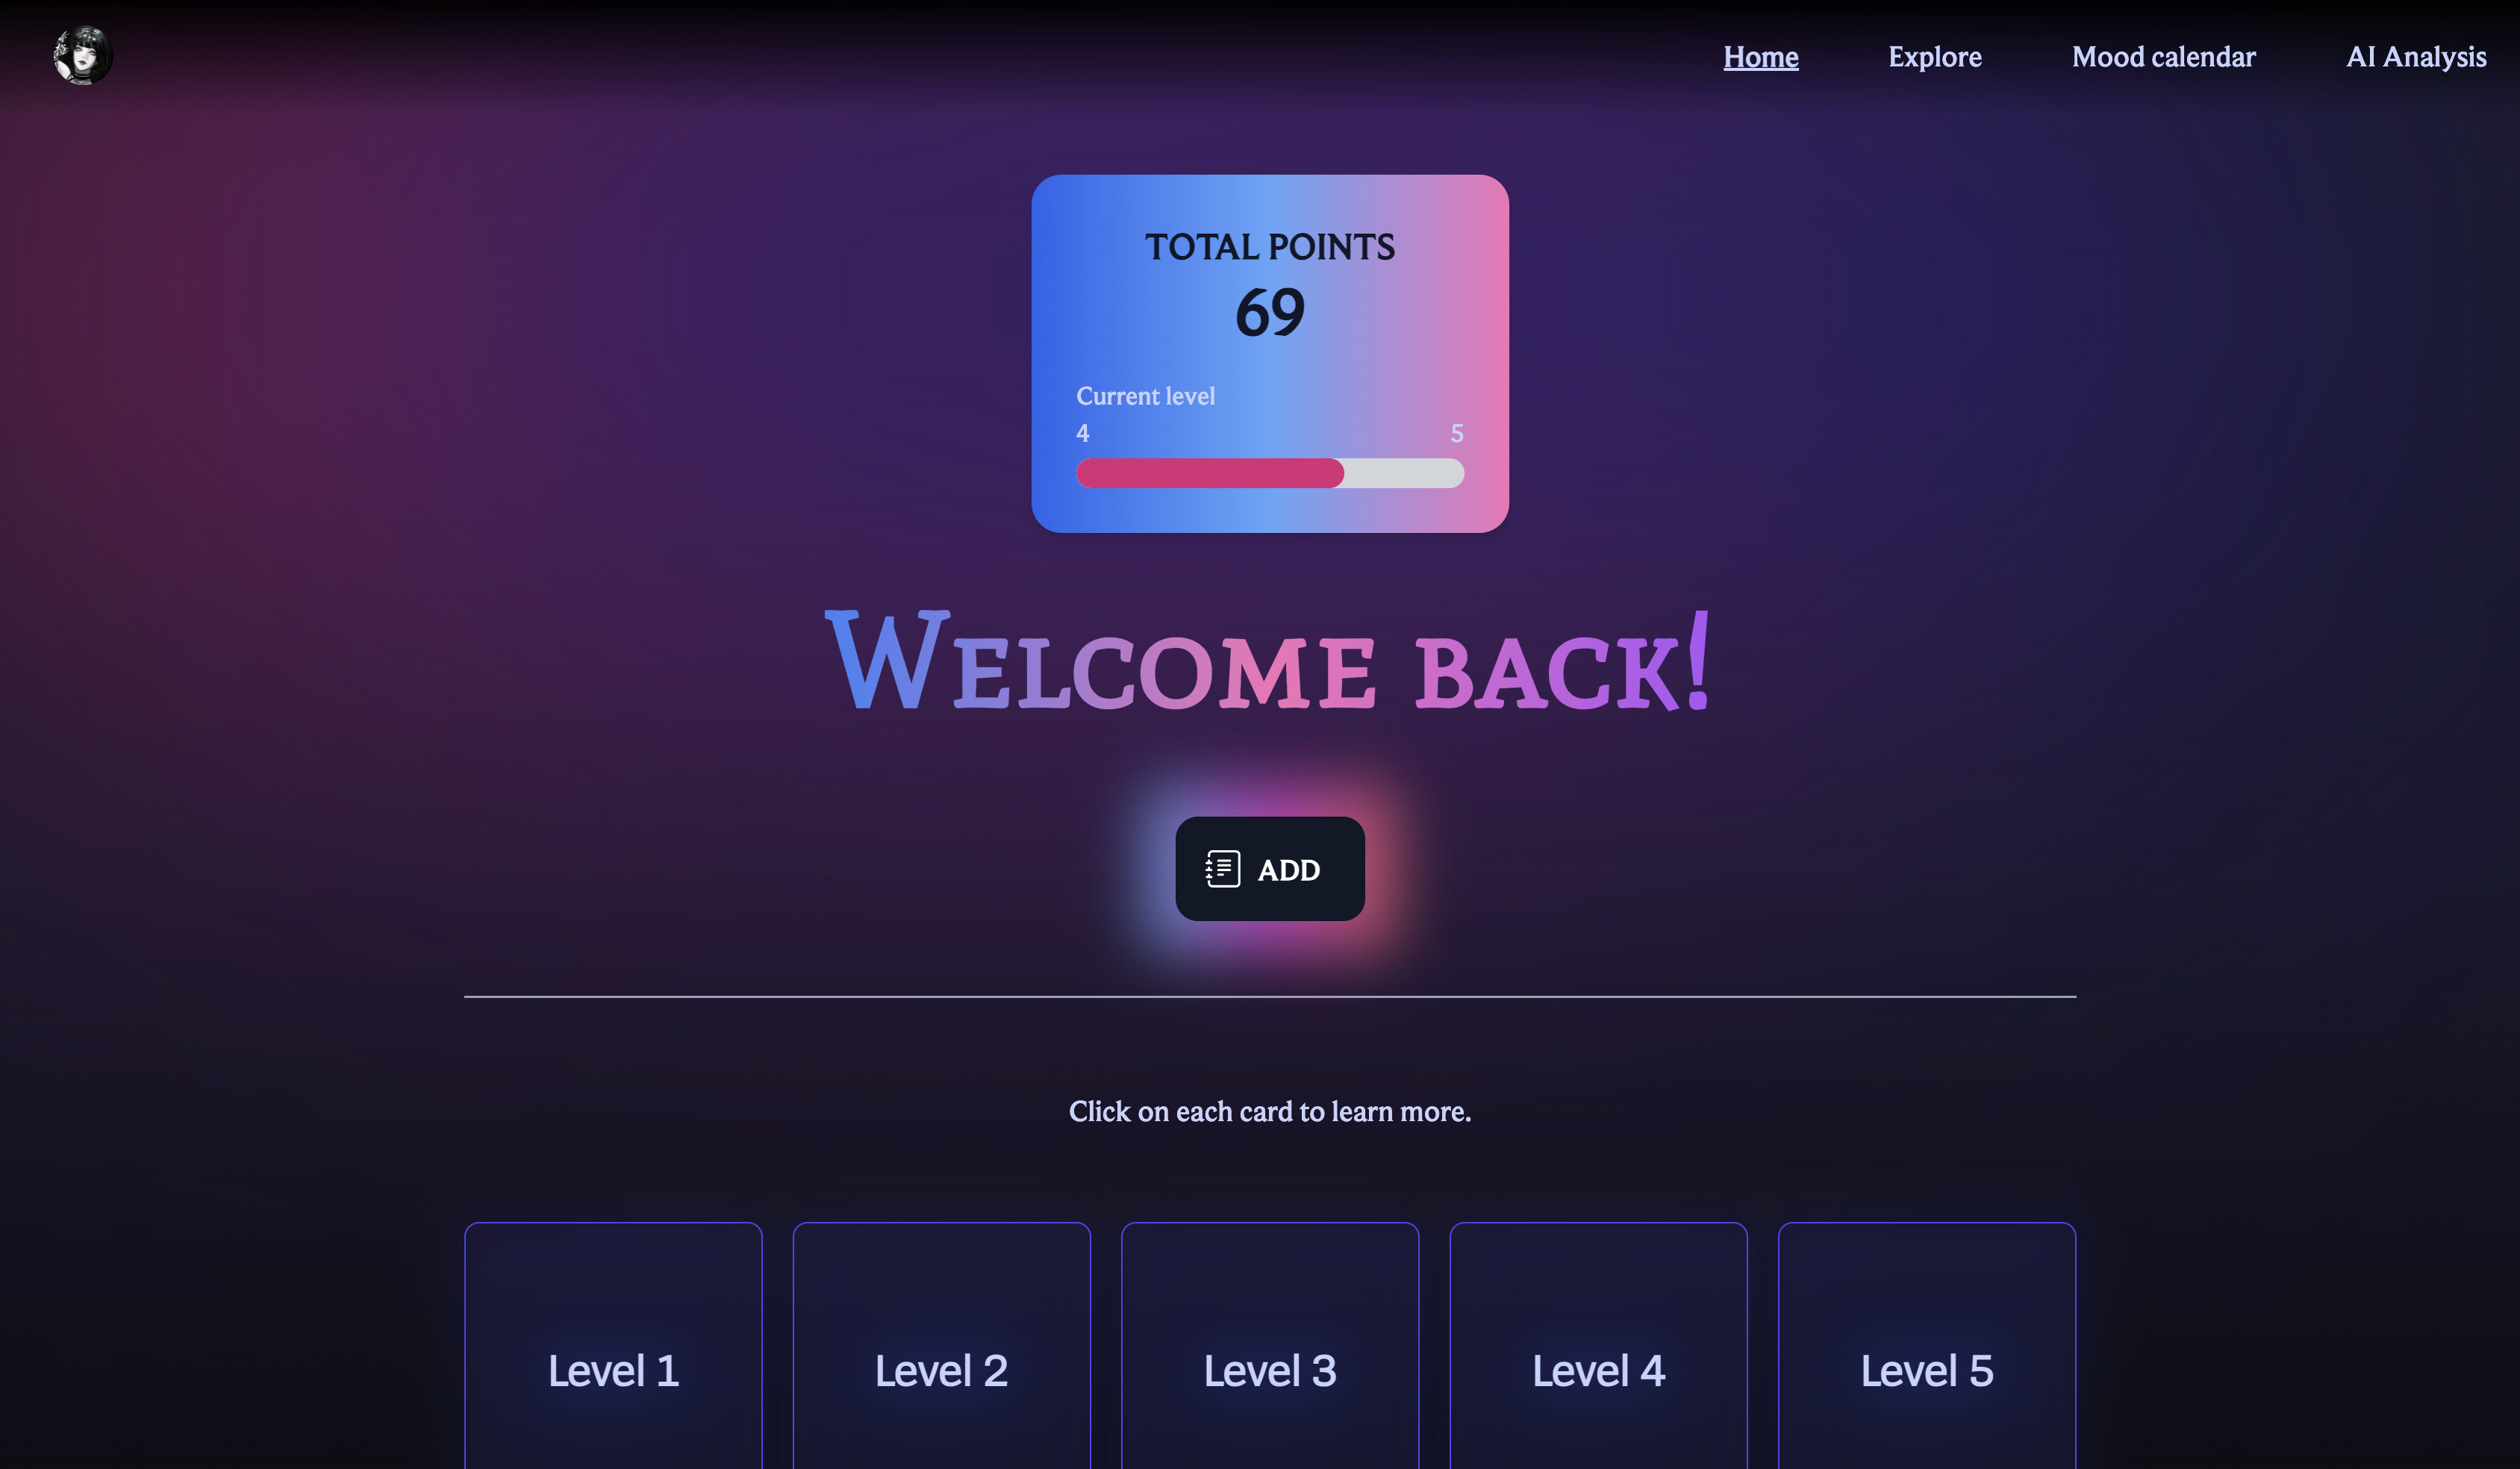 Home Explore Mood calendar AI Analysis
TOTAL POINTS
69
Current level
4 5
Welcome back!
ADD
Click on each card to learn more.
Level 1 Level 2 Level 3 Level 4 Level 5